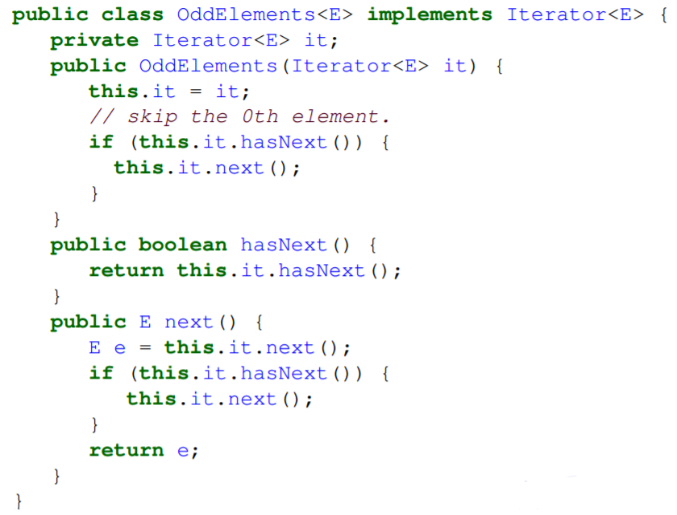 public class OddElements<E> implements Iterator<E> {
private Iterator<E> it;
public OddElements(Iterator<E> it) {
this.it = it;
// skip the 0th element.
if (this.it.hasNext()) {
this.it.next();
}
}
public boolean hasNext() {
return this.it.hasNext();
}
public E next() {
E e = this.it.next();
if (this.it.hasNext()) {
this.it.next();
}
return e;
}
}